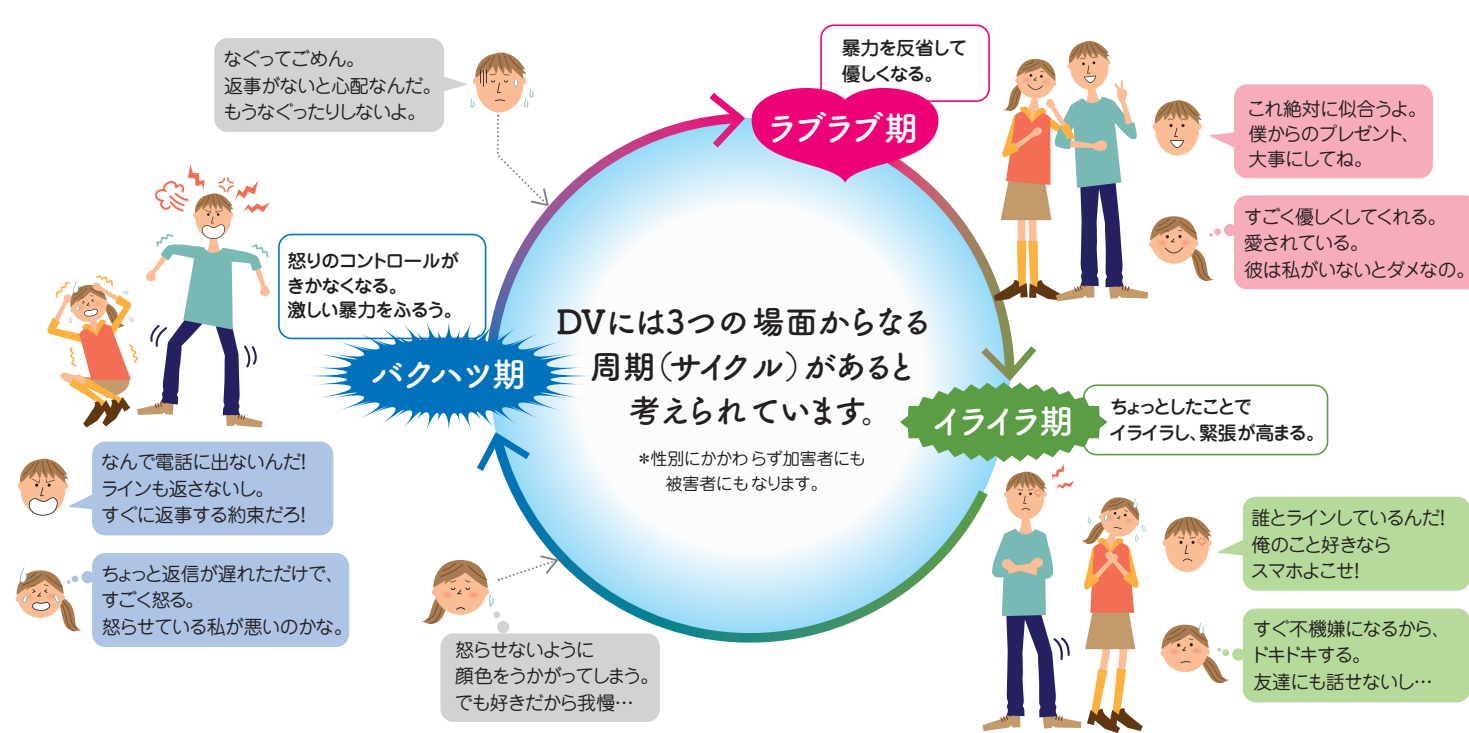 なぐってごめん。
返事がないと心配なんだ。
もうなぐったりしないよ。
暴力を反省して
優しくなる。
ラブラブ期
これ絶対に似合うよ。
僕からのプレゼント、
大事にしてね。
すごく優しくしてくれる。
愛されている。
彼は私がいないとダメなの。
怒りのコントロールが
きかなくなる。
激しい暴力をふるう。
バクハツ期
DVには3つの場面からなる
周期(サイクル)があると
考えられています。
*性別にかかわらず加害者にも
被害者にもなります。
イライラ期
ちょっとしたことで
イライラし、緊張が高まる。
なんで電話に出ないんだ!
ラインも返さないし。
すぐに返事する約束だろ!
ちょっと返信が遅れただけで、
すごく怒る。
怒らせている私が悪いのかな。
怒らせないように
顔色をうかがってしまう。
でも好きだから我慢…
誰とラインしているんだ!
俺のこと好きなら
スマホよこせ!
すぐ不機嫌になるから、
ドキドキする。
友達にも話せないし…